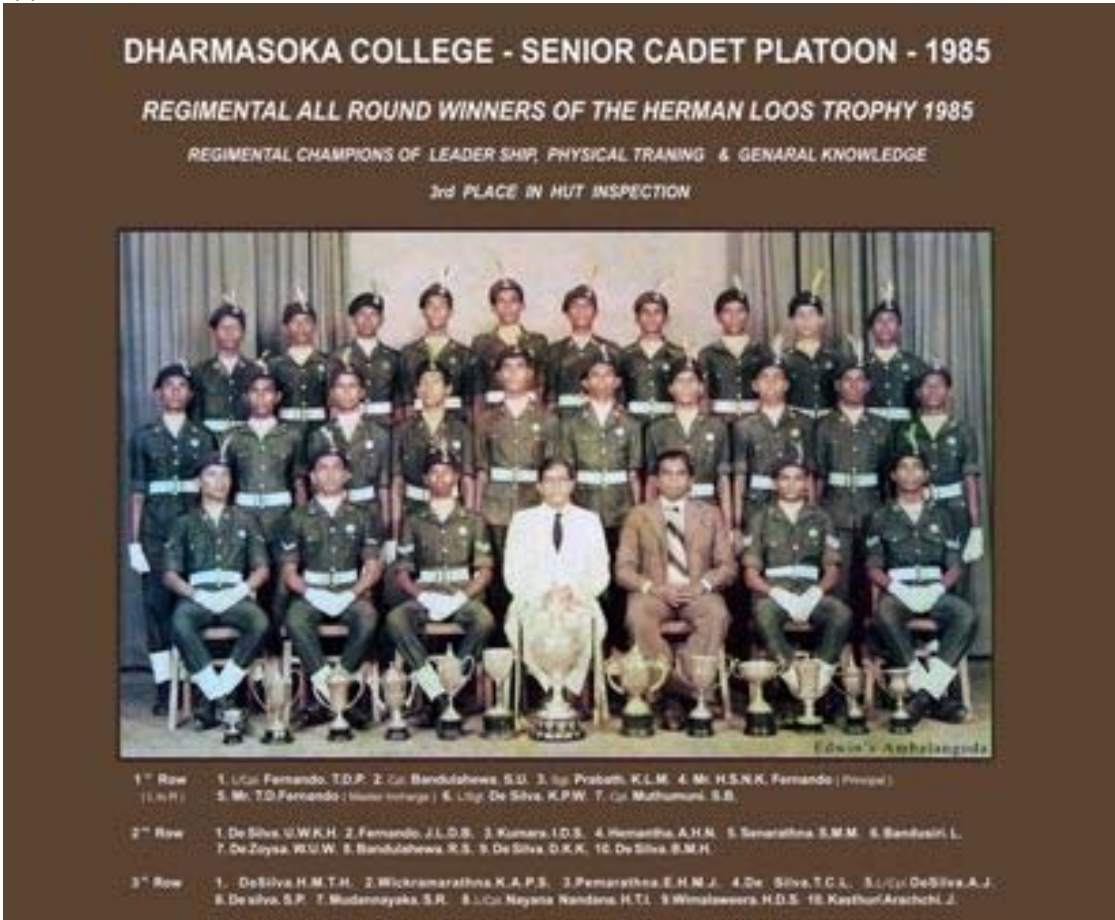 DHARMASOKA COLLEGE - SENIOR CADET PLATOON - 1985
REGIMENTAL ALL ROUND WINNERS OF THE HERMAN LOOS TROPHY 1985
REGIMENTAL CHAMPIONS OF LEADER SHIP, PHYSICAL TRANING & GENARAL KNOWLEDGE
3rd PLACE IN HUT INSPECTION
Edwin's Ambalangoda
1st Row 1. L/Cpl. Fernando. T.D.P. 2. Cpl. Bandulahewa. S.U. 3. Sgt. Prabath. K.L.M. 4. Mr. H.S.N.K. Fernando ( Principal )
( L to R ) 5. Mr. T.D.Fernando ( Master Incharge ) 6. L/Sgt. De Silva. K.P.W. 7. Cpl. Muthumuni. S.B.
2nd Row 1. De Silva. U.W.K.H. 2. Fernando. J.L.D.B. 3. Kumara. I.D.S. 4. Hemantha. A.H.N. 5. Senarathna. S.M.M. 6. Bandusiri. L.
7. De Zoysa. W.U.W. 8. Bandulahewa. R.S. 9. De Silva. D.K.K. 10. De Silva. B.M.H.
3rd Row 1. DeSilva. H.M.T.H. 2. Wickramarathna. K.A.P.S. 3. Pemarathna. E.H.M.J. 4. De Silva. T.C.L. 5. L/Cpl. DeSilva. A.J.
6. De silva. S.P. 7. Mudannayaka. S.R. 8. L/Cpl. Nayana Nandana. H.T.I. 9. Wimalaweera. H.D.S. 10. Kasthuri Arachchi. J.